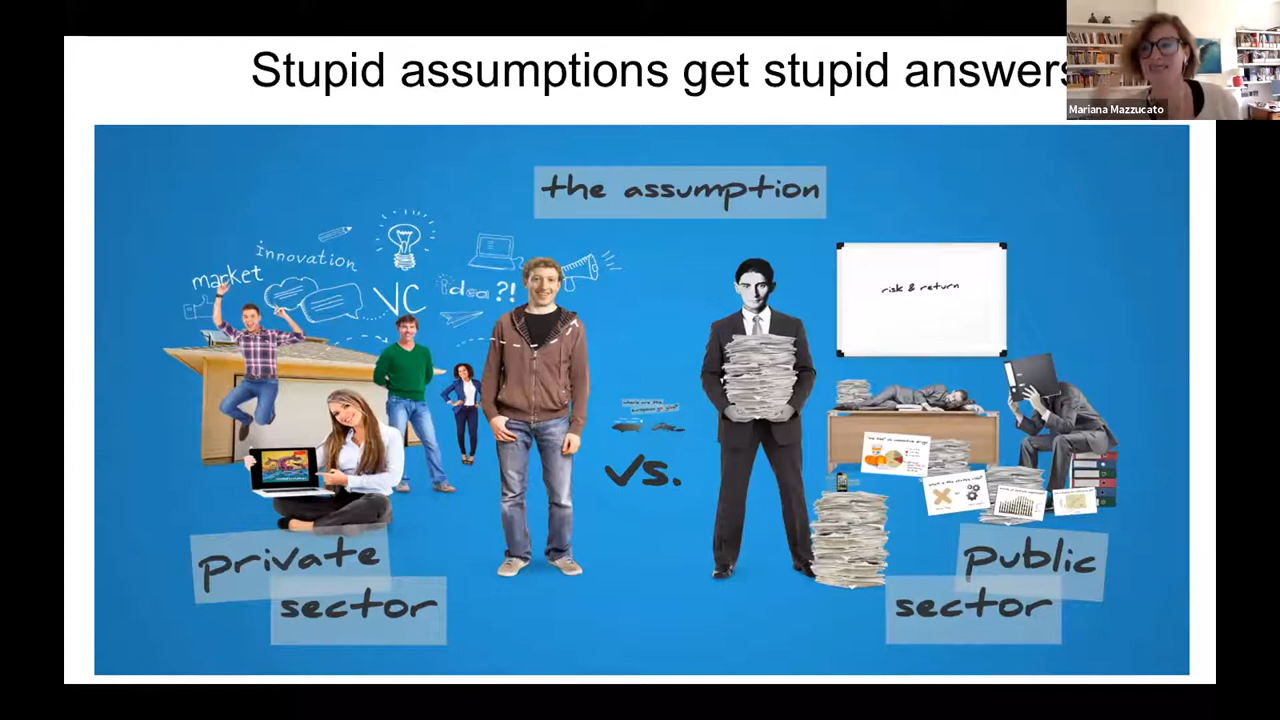 Stupid assumptions get stupid answers
Mariana Mazzucato
the assumption
innovation
market
VC
idea?!
risk & return
vs.
private
sector
public
sector